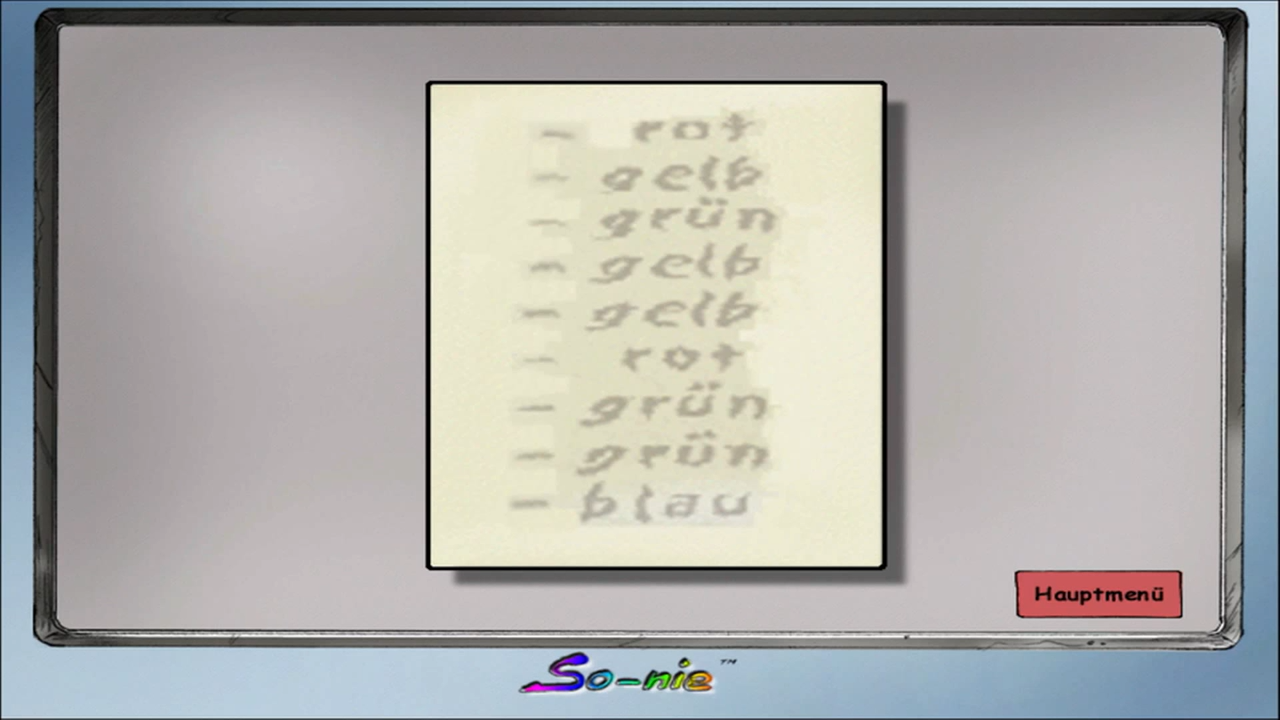 - rot
- gelb
- grün
- gelb
- gelb
- rot
- grün
- grün
- blau
Hauptmenü
So-nie™